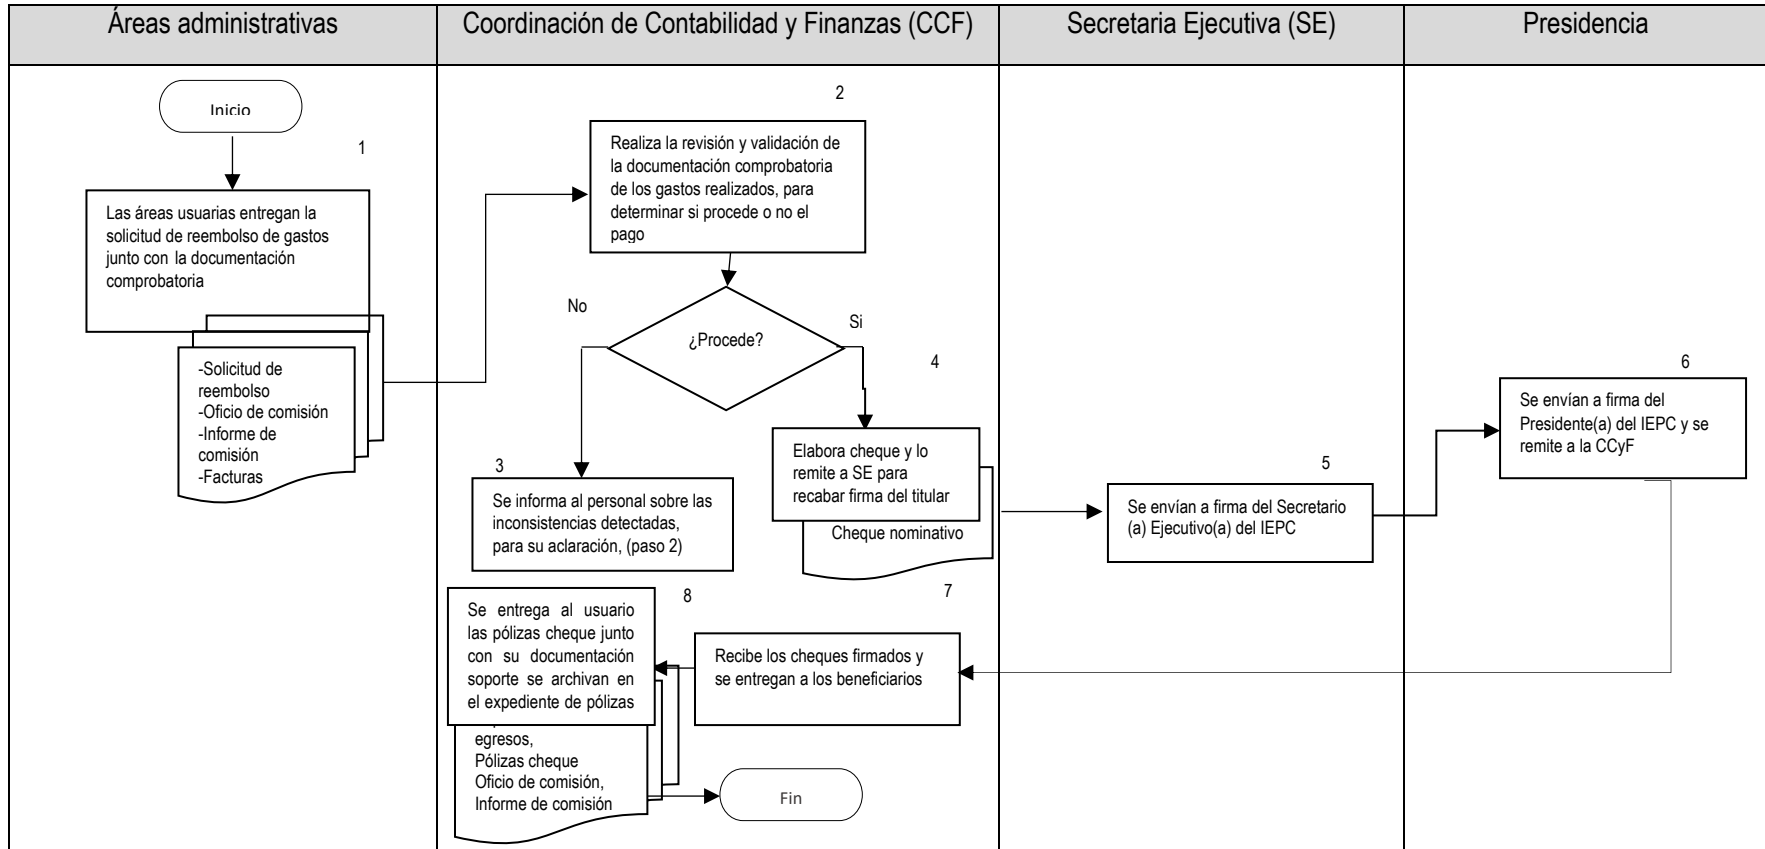 Áreas administrativas
Coordinación de Contabilidad y Finanzas (CCF)
Secretaria Ejecutiva (SE)
Presidencia
Inicio
1
Las áreas usuarias entregan la
solicitud de reembolso de gastos
junto con la documentación
comprobatoria
-Solicitud de
reembolso
-Oficio de comisión
-Informe de
comisión
-Facturas
2
Realiza la revisión y validación de
la documentación comprobatoria
de los gastos realizados, para
determinar si procede o no el
pago
¿Procede?
No
Si
3
Se informa al personal sobre las
inconsistencias detectadas,
para su aclaración, (paso 2)
4
Elabora cheque y lo
remite a SE para
recabar firma del titular
Cheque nominativo
5
Se envían a firma del Secretario
(a) Ejecutivo(a) del IEPC
6
Se envían a firma del
Presidente(a) del IEPC y se
remite a la CCyF
7
Recibe los cheques firmados y
se entregan a los beneficiarios
8
Se entrega al usuario
las pólizas cheque junto
con su documentación
soporte se archivan en
el expediente de pólizas
egresos,
Pólizas cheque
Oficio de comisión,
Informe de comisión
Fin